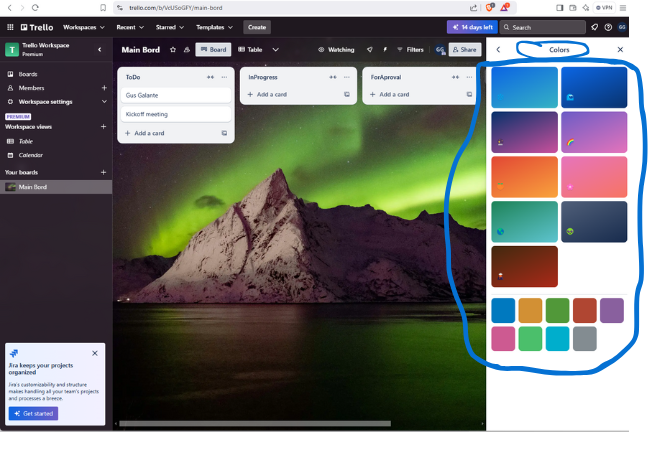 trello.com/b/VcUSoGFY/main-bord
VPN
Trello
Workspaces
Recent
Starred
Templates
Create
14 days left
Search
GG
T
Trello Workspace
Premium
Main Bord
Board
Table
Watching
Filters
GG
Share
Colors
Boards
Members
Workspace settings
PREMIUM
Workspace views
Table
Calendar
Your boards
Main Bord
ToDo
Gus Galante
Kickoff meeting
+ Add a card
InProgress
+ Add a card
ForAproval
+ Add a card
Jira keeps your projects
organized
Jira's customizability and structure
makes handling all your team's projects
and processes a breeze.
Get started